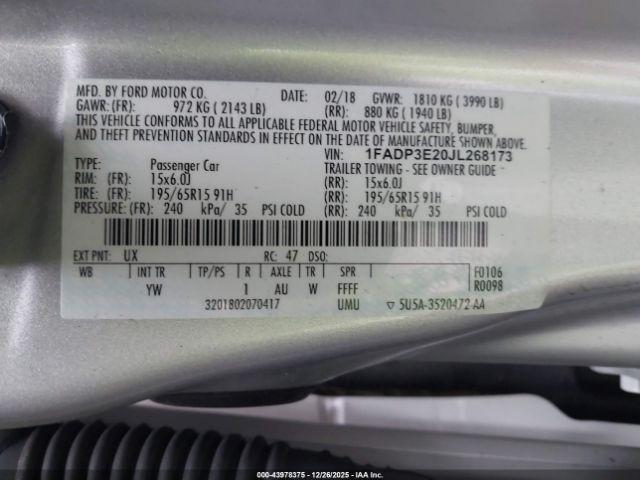 MFD. BY FORD MOTOR CO. DATE: 02/18 GVWR: 1810 KG ( 3990 LB)
GAWR: (FR): 972 KG ( 2143 LB) (RR): 880 KG ( 1940 LB)
THIS VEHICLE CONFORMS TO ALL APPLICABLE FEDERAL MOTOR VEHICLE SAFETY, BUMPER,
AND THEFT PREVENTION STANDARDS IN EFFECT ON THE DATE OF MANUFACTURE SHOWN ABOVE.
VIN: 1FADP3E20JL268173
TYPE: Passenger Car TRAILER TOWING - SEE OWNER GUIDE
RIM: (FR): 15x6.0J (RR): 15x6.0J
TIRE: (FR): 195/65R15 91H (RR): 195/65R15 91H
PRESSURE: (FR) 240 kPa/ 35 PSI COLD (RR): 240 kPa/ 35 PSI COLD
EXT PNT: UX RC: 47 DSO:
WB INT TR TP/PS R AXLE TR SPR F0106
YW 1 AU W FFFF R0098
3201802070417 UMU ▽ 5U5A-3520472-AA
000-43978375 - 12/26/2025 - IAAI.COM